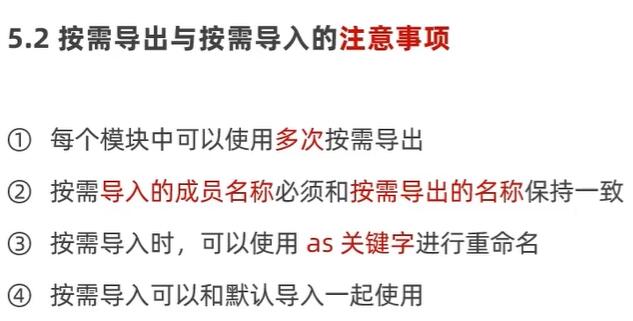 5.2 按需导出与按需导入的注意事项
① 每个模块中可以使用多次按需导出
② 按需导入的成员名称必须和按需导出的名称保持一致
③ 按需导入时，可以使用 as 关键字进行重命名
④ 按需导入可以和默认导入一起使用